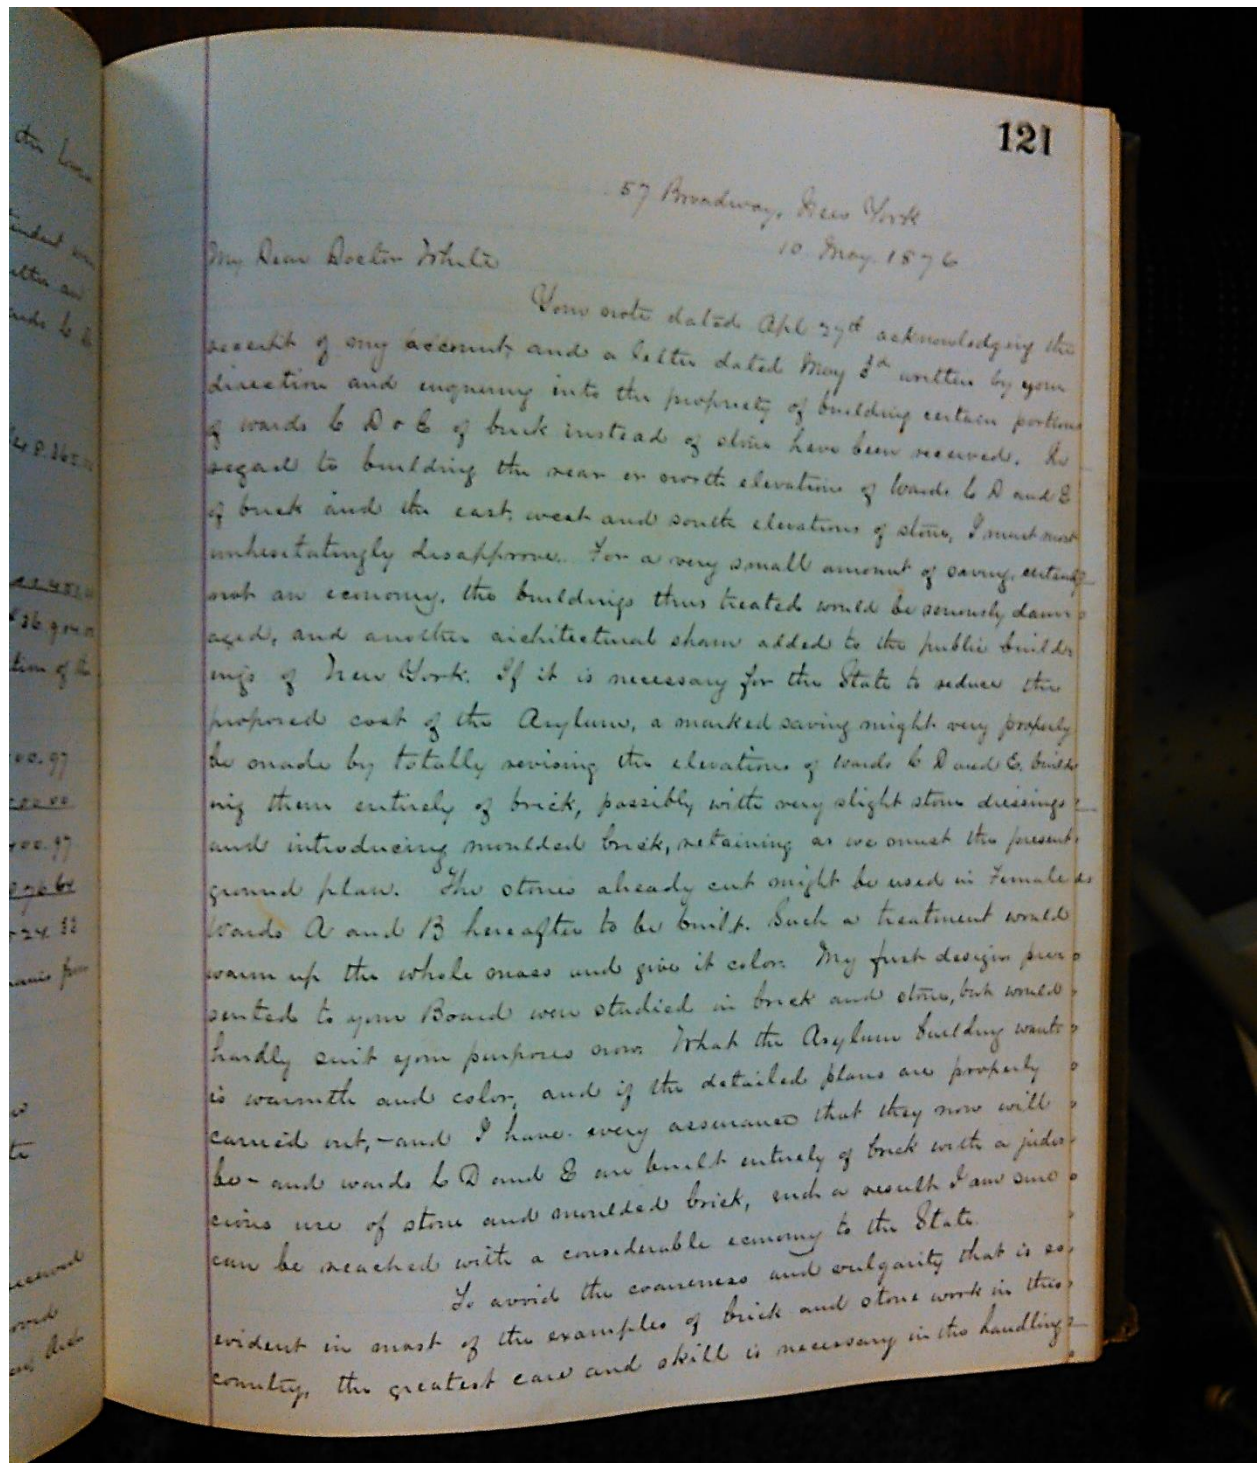 121
57 Broadway, New York
10 May. 1876
My Dear Doctor White
Your note dated Apl 27th acknowledging the
receipt of my account, and a letter dated May 3d written by your
direction and enquiring into the propriety of building certain portions
of wards C D & E of brick instead of stone have been received. In
regard to building the rear or north elevations of Wards C D and E
of brick and the east, west and south elevations of stone, I must most
unhesitatingly disapprove. For a very small amount of saving, certainly
not an economy, the buildings thus treated would be seriously dam-
aged, and another architectural sham added to the public build-
ings of New York. If it is necessary for the State to reduce the
proposed cost of the Asylum, a marked saving might very properly
be made by totally revising the elevations of wards C D and E, build-
ing them entirely of brick, possibly with very slight stone dressings
and introducing moulded brick, retaining as we must the present
ground plan. The stones already cut might be used in Female
Wards A and B hereafter to be built. Such a treatment would
warm up the whole mass and give it color. My first designs pre-
sented to your Board were studied in brick and stone, but would
hardly suit your purposes now. What the Asylum building wants
is warmth and color, and if the detailed plans are properly
carried out, - and I have every assurance that they now will
be - and wards C D and E are built entirely of brick with a judi-
cious use of stone and moulded brick, such a result I am sure
can be reached with a considerable economy to the State.
To avoid the coarseness and vulgarity that is so
evident in most of the examples of brick and stone work in this
country, the greatest care and skill is necessary in the handling